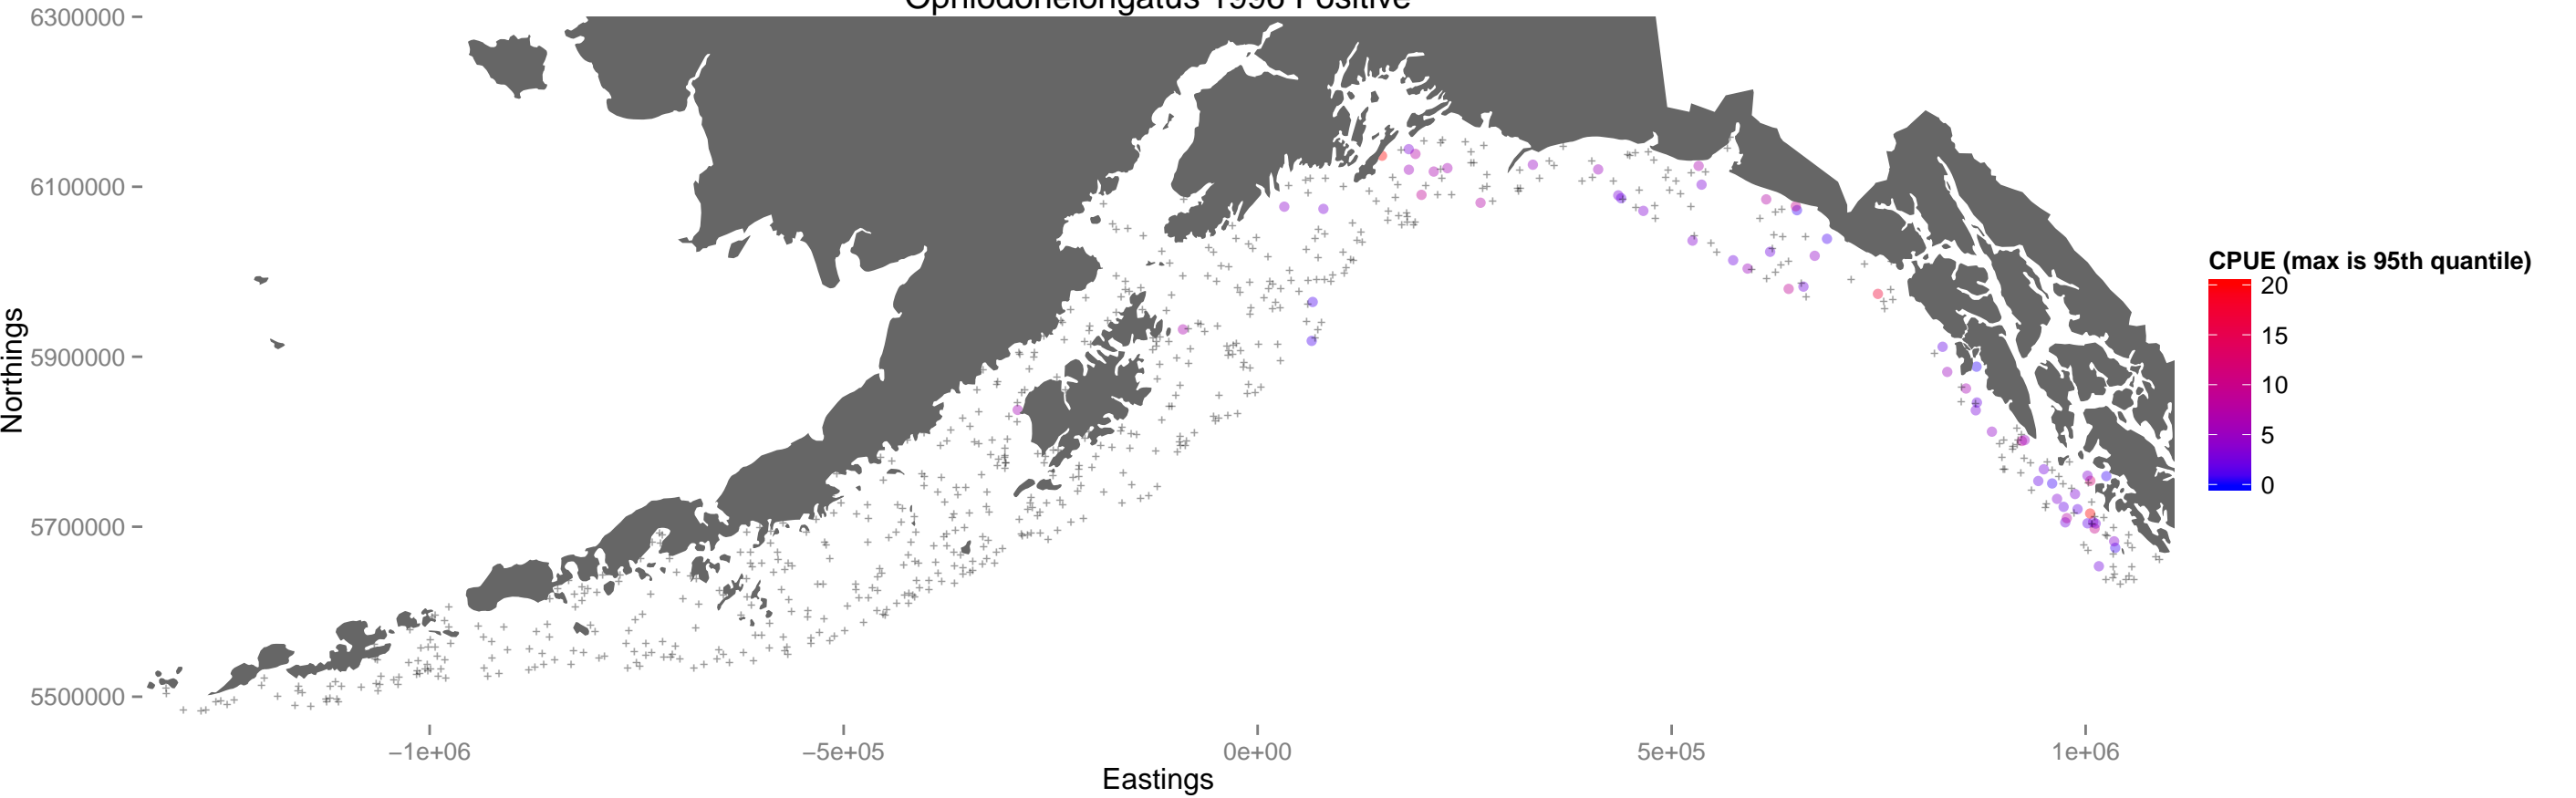 Ophiodonelongatus 1996 Positive
6300000
6100000
5900000
5700000
5500000
Northings
−1e+06
−5e+05
0e+00
5e+05
1e+06
Eastings
CPUE (max is 95th quantile)
20
15
10
5
0